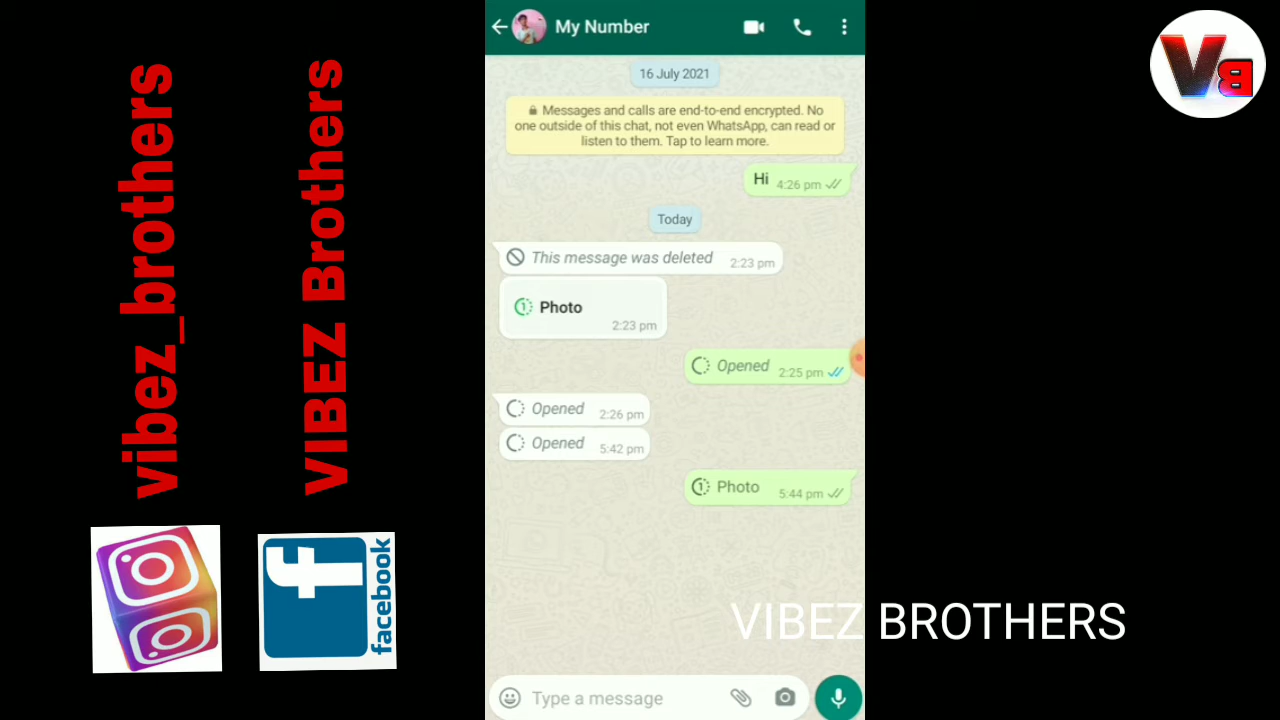 vibez_brothers
VIBEZ Brothers
facebook
My Number
16 July 2021
Messages and calls are end-to-end encrypted. No
one outside of this chat, not even WhatsApp, can read or
listen to them. Tap to learn more.
Hi 4:26 pm
Today
This message was deleted 2:23 pm
1 Photo
2:23 pm
Opened 2:25 pm
Opened 2:26 pm
Opened 5:42 pm
1 Photo 5:44 pm
Type a message
VIBEZ BROTHERS
VB